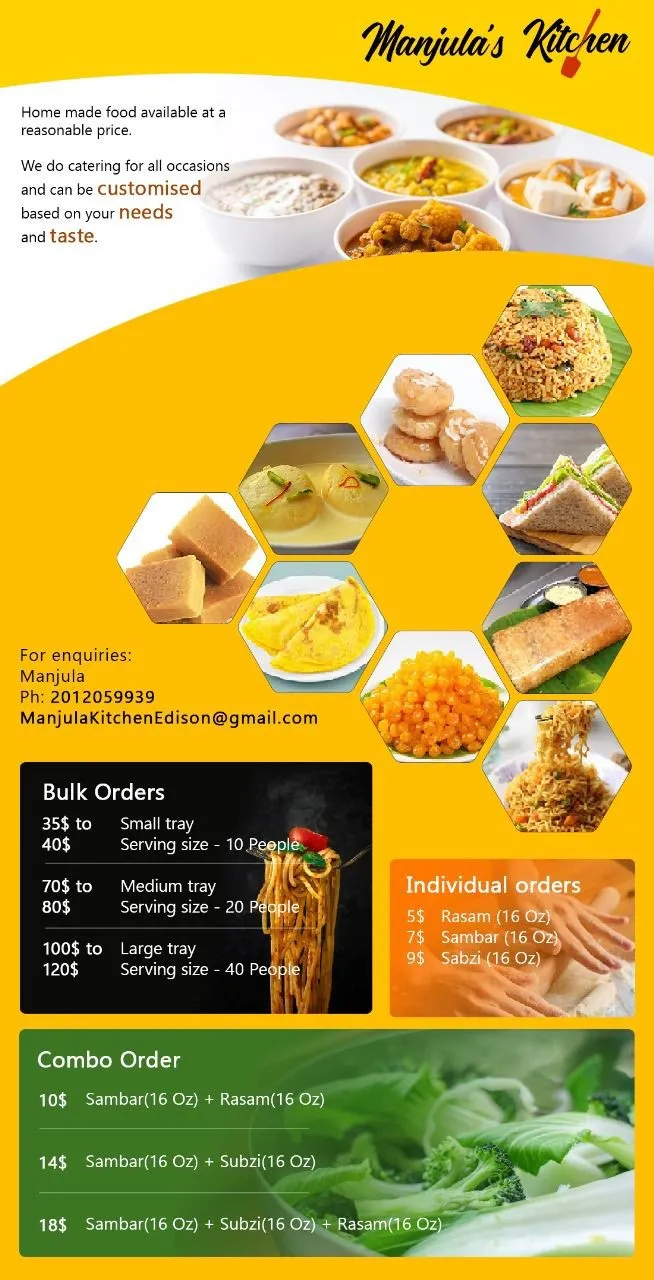 Manjula's Kitchen
Home made food available at a
reasonable price.
We do catering for all occasions
and can be customised
based on your needs
and taste.
For enquiries:
Manjula
Ph: 2012059939
ManjulaKitchenEdison@gmail.com
Bulk Orders
35$ to Small tray
40$ Serving size - 10 People
70$ to Medium tray
80$ Serving size - 20 People
100$ to Large tray
120$ Serving size - 40 People
Individual orders
5$ Rasam (16 Oz)
7$ Sambar (16 Oz)
9$ Sabzi (16 Oz)
Combo Order
10$ Sambar(16 Oz) + Rasam(16 Oz)
14$ Sambar(16 Oz) + Subzi(16 Oz)
18$ Sambar(16 Oz) + Subzi(16 Oz) + Rasam(16 Oz)